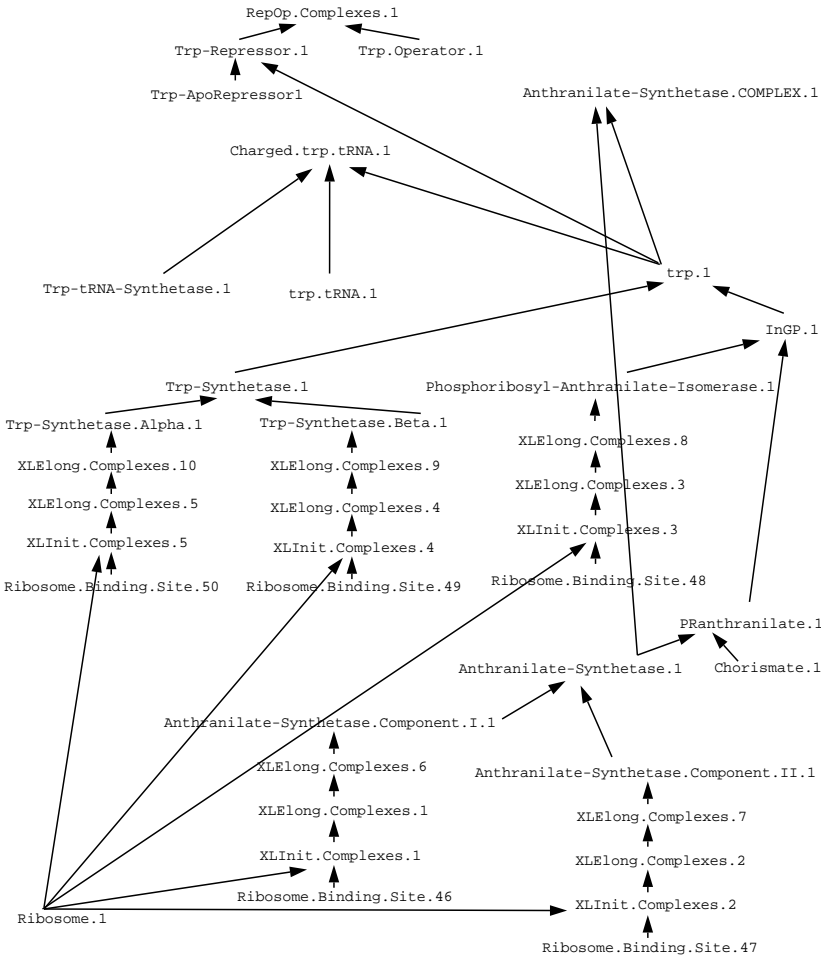 RepOp.Complexes.1
Trp-Repressor.1
Trp.Operator.1
Trp-ApoRepressor1
Anthranilate-Synthetase.COMPLEX.1
Charged.trp.tRNA.1
trp.1
Trp-tRNA-Synthetase.1
trp.tRNA.1
InGP.1
Trp-Synthetase.1
Phosphoribosyl-Anthranilate-Isomerase.1
Trp-Synthetase.Alpha.1
Trp-Synthetase.Beta.1
XLElong.Complexes.8
XLElong.Complexes.10
XLElong.Complexes.9
XLElong.Complexes.3
XLElong.Complexes.5
XLElong.Complexes.4
XLInit.Complexes.3
XLInit.Complexes.5
XLInit.Complexes.4
Ribosome.Binding.Site.48
Ribosome.Binding.Site.50
Ribosome.Binding.Site.49
PRanthranilate.1
Anthranilate-Synthetase.1
Chorismate.1
Anthranilate-Synthetase.Component.I.1
XLElong.Complexes.6
Anthranilate-Synthetase.Component.II.1
XLElong.Complexes.1
XLElong.Complexes.7
XLInit.Complexes.1
XLElong.Complexes.2
Ribosome.Binding.Site.46
XLInit.Complexes.2
Ribosome.1
Ribosome.Binding.Site.47